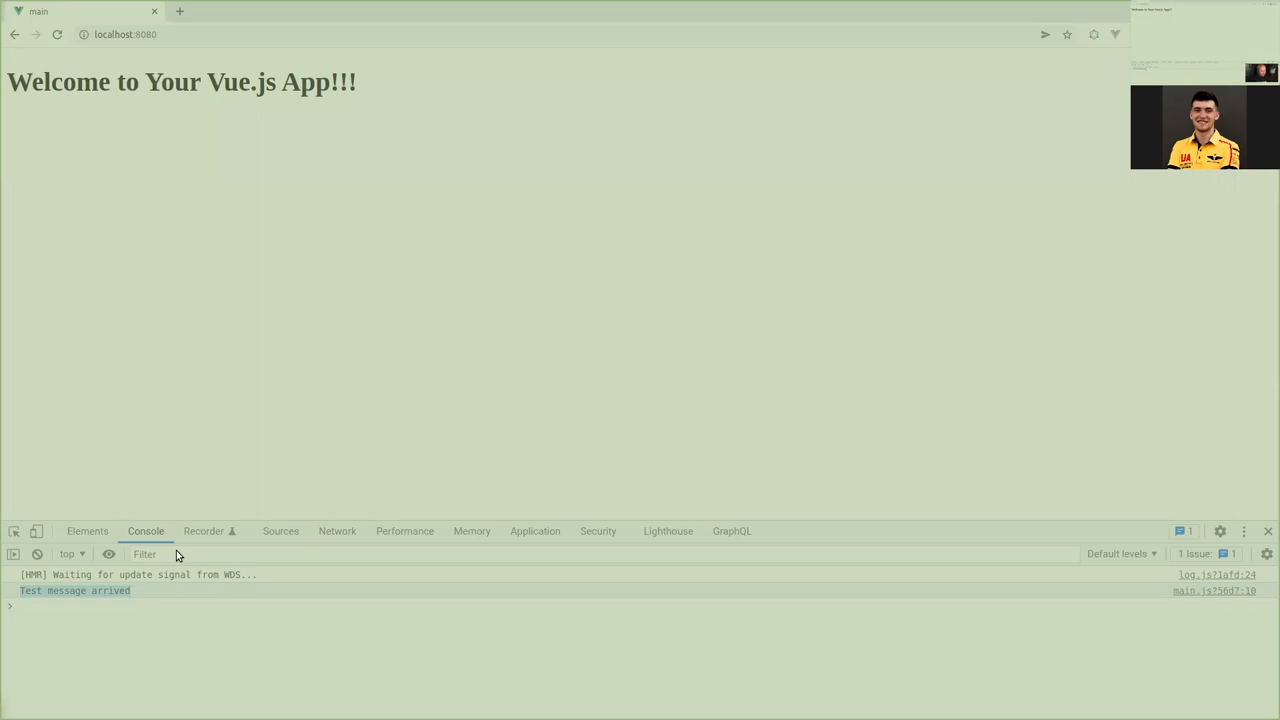 main
localhost:8080
Welcome to Your Vue.js App!!!
UA
Elements Console Recorder Sources Network Performance Memory Application Security Lighthouse GraphQL 1
top Filter Default levels 1 Issue: 1
[HMR] Waiting for update signal from WDS... log.js?1afd:24
Test message arrived main.js?56d7:10